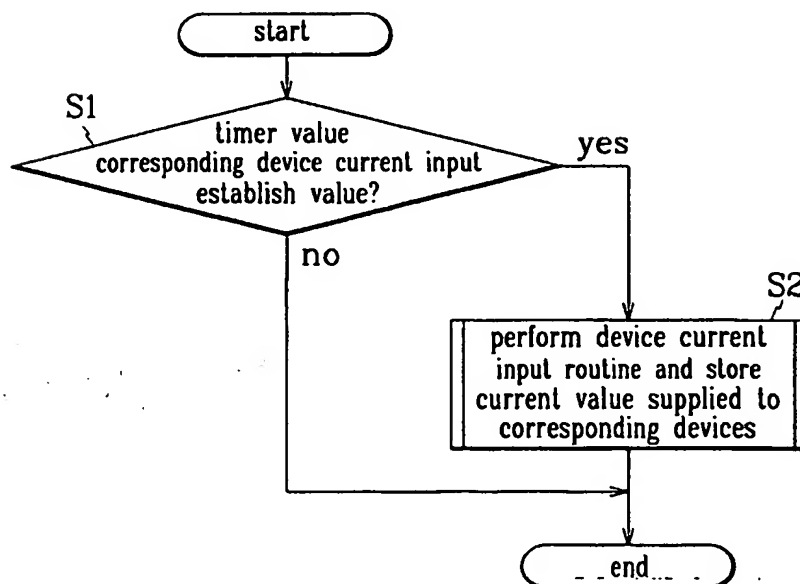 start
S1
timer value
corresponding device current input
establish value?
yes
no
S2
perform device current
input routine and store
current value supplied to
corresponding devices
end